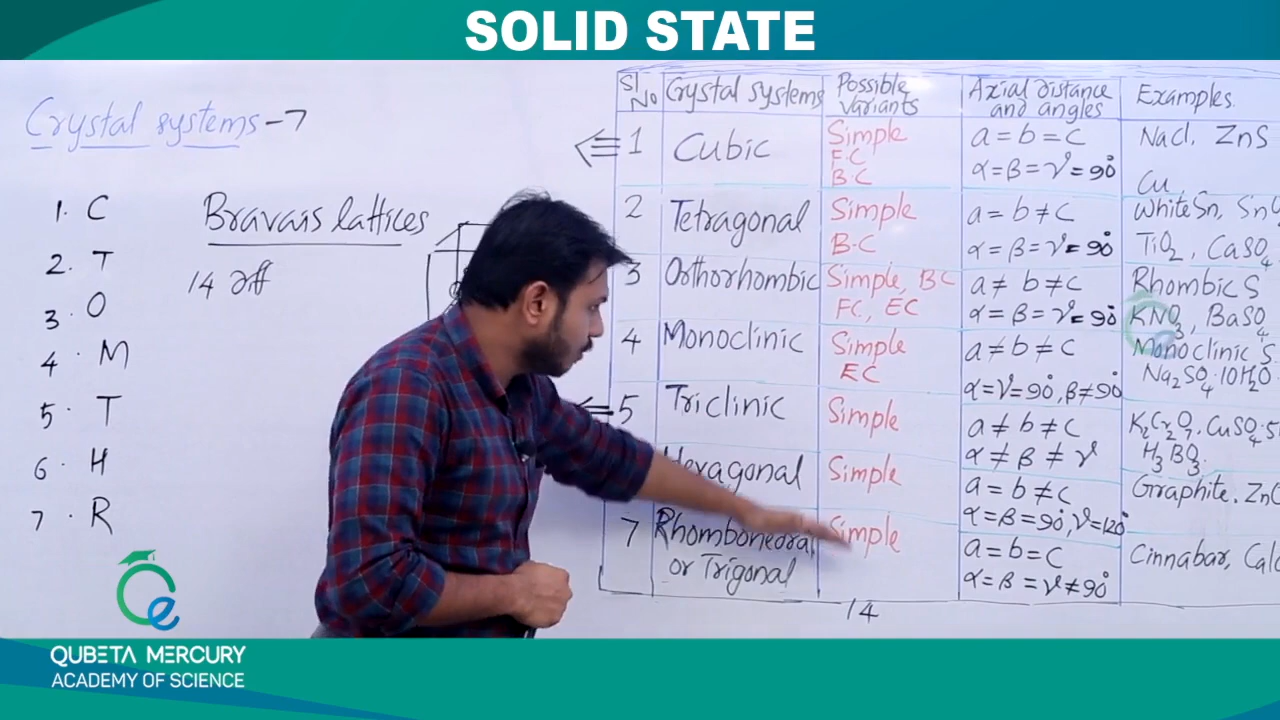 SOLID STATE
Crystal systems-7
1. C
2. T
3. O
4. M
5. T
6. H
7. R
Bravais lattices
14 diff
Sl No Crystal systems Possible Variants Axial distance and angles Examples.
1 Cubic Simple F.C B.C a = b = c α = β = γ = 90° NaCl, ZnS Cu
2 Tetragonal Simple B.C a = b ≠ c α = β = γ = 90° White Sn, TiO₂, CaSO₄
3 Orthorhombic Simple, BC FC, EC a ≠ b ≠ c α = β = γ = 90° Rhombic S KNO₃, BaSO₄
4 Monoclinic Simple EC a ≠ b ≠ c α = γ = 90°, β ≠ 90° Monoclinic S Na₂SO₄·10H₂O
5 Triclinic Simple a ≠ b ≠ c α ≠ β ≠ γ K₂Cr₂O₇, CuSO₄·5 H₃BO₃.
Hexagonal Simple a = b ≠ c α = β = 90°, γ = 120° Graphite,
7 Rhombohedral or Trigonal Simple a = b = c α = β = γ ≠ 90° Cinnabar,
14
QUBETA MERCURY
ACADEMY OF SCIENCE